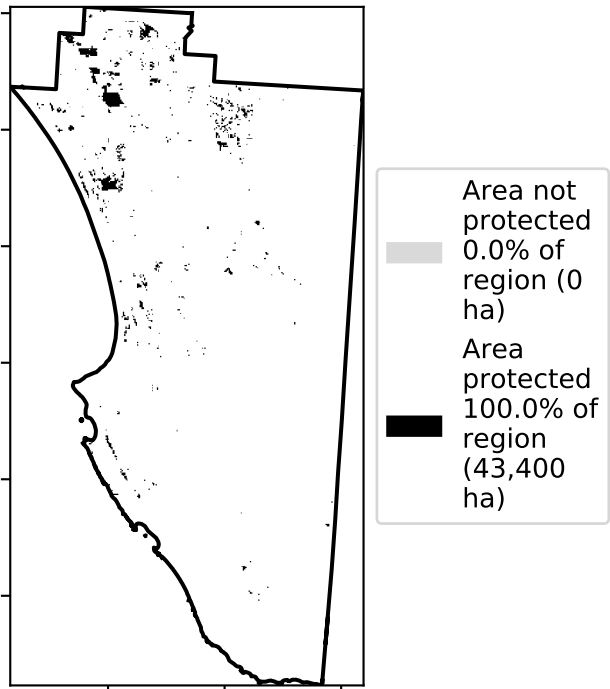 Area not
protected
0.0% of
region (0
ha)
Area
protected
100.0% of
region
(43,400
ha)